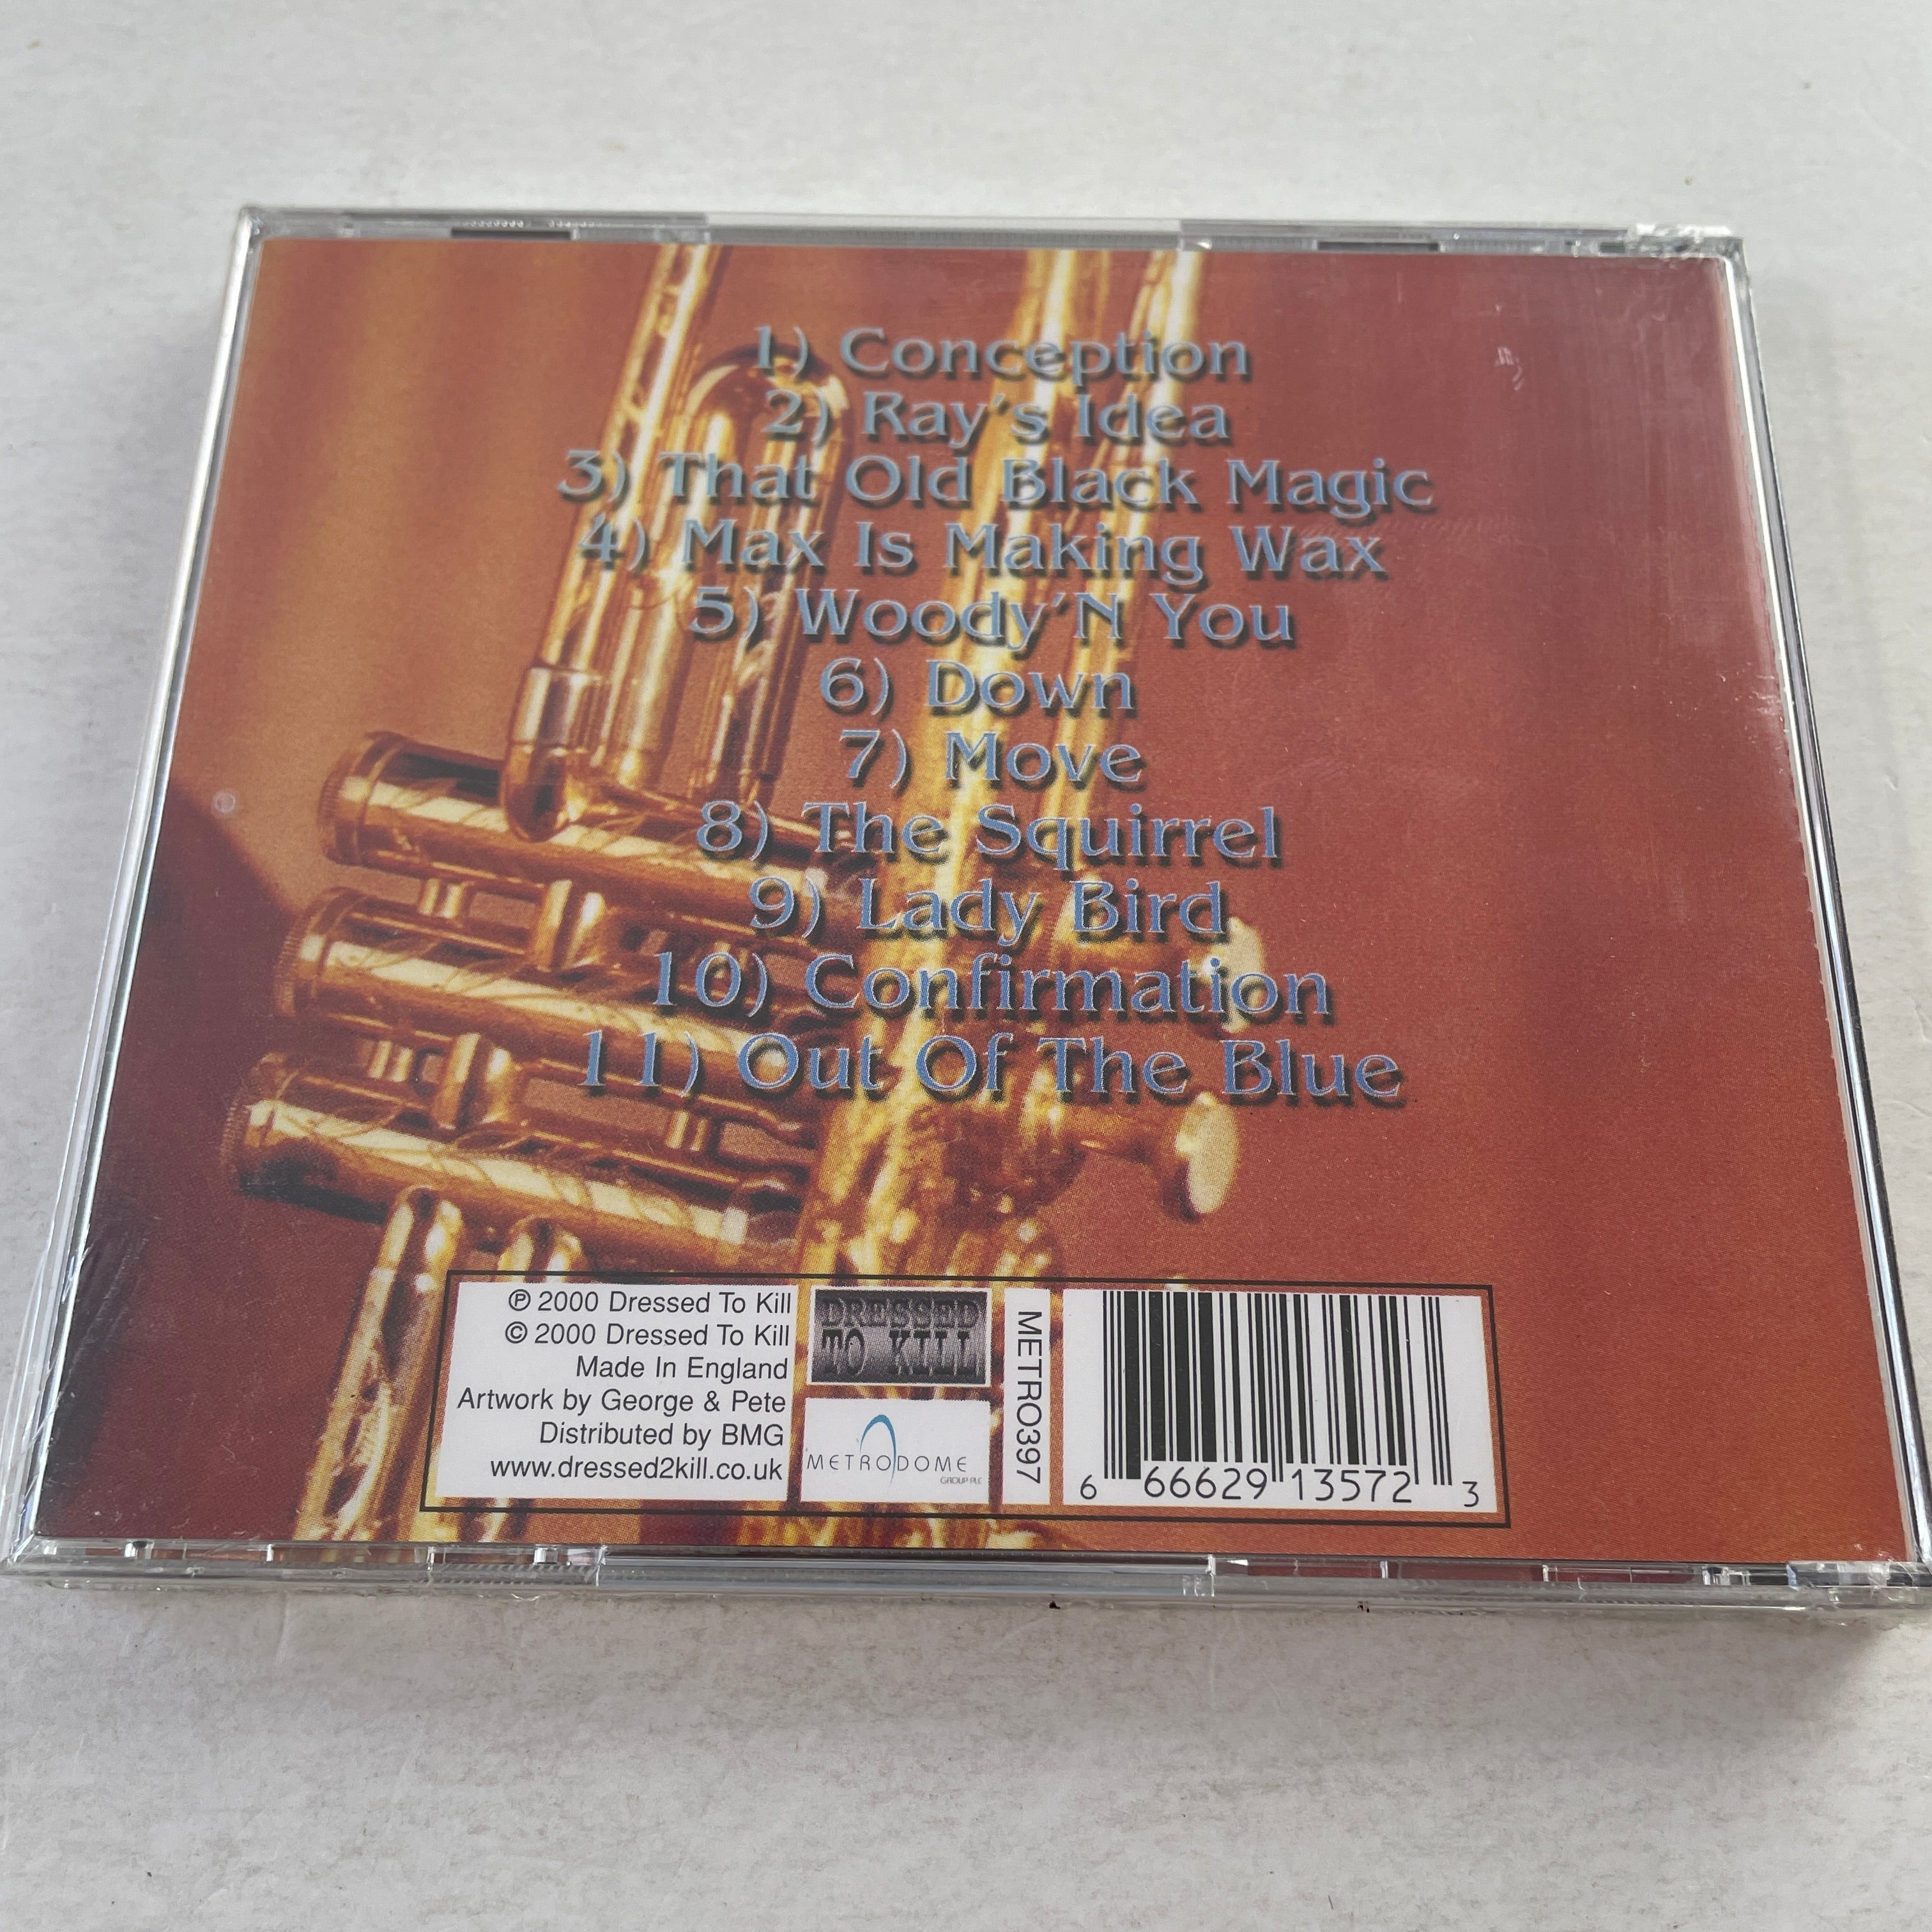 1) Conception
2) Ray's Idea
3) That Old Black Magic
4) Max Is Making Wax
5) Woody'N You
6) Down
7) Move
8) The Squirrel
9) Lady Bird
10) Confirmation
11) Out Of The Blue
℗ 2000 Dressed To Kill
© 2000 Dressed To Kill
Made In England
Artwork by George & Pete
Distributed by BMG
www.dressed2kill.co.uk
DRESSED
TO KILL
METRODOME
GROUP PLC
METRO397
6 66629 13572 3